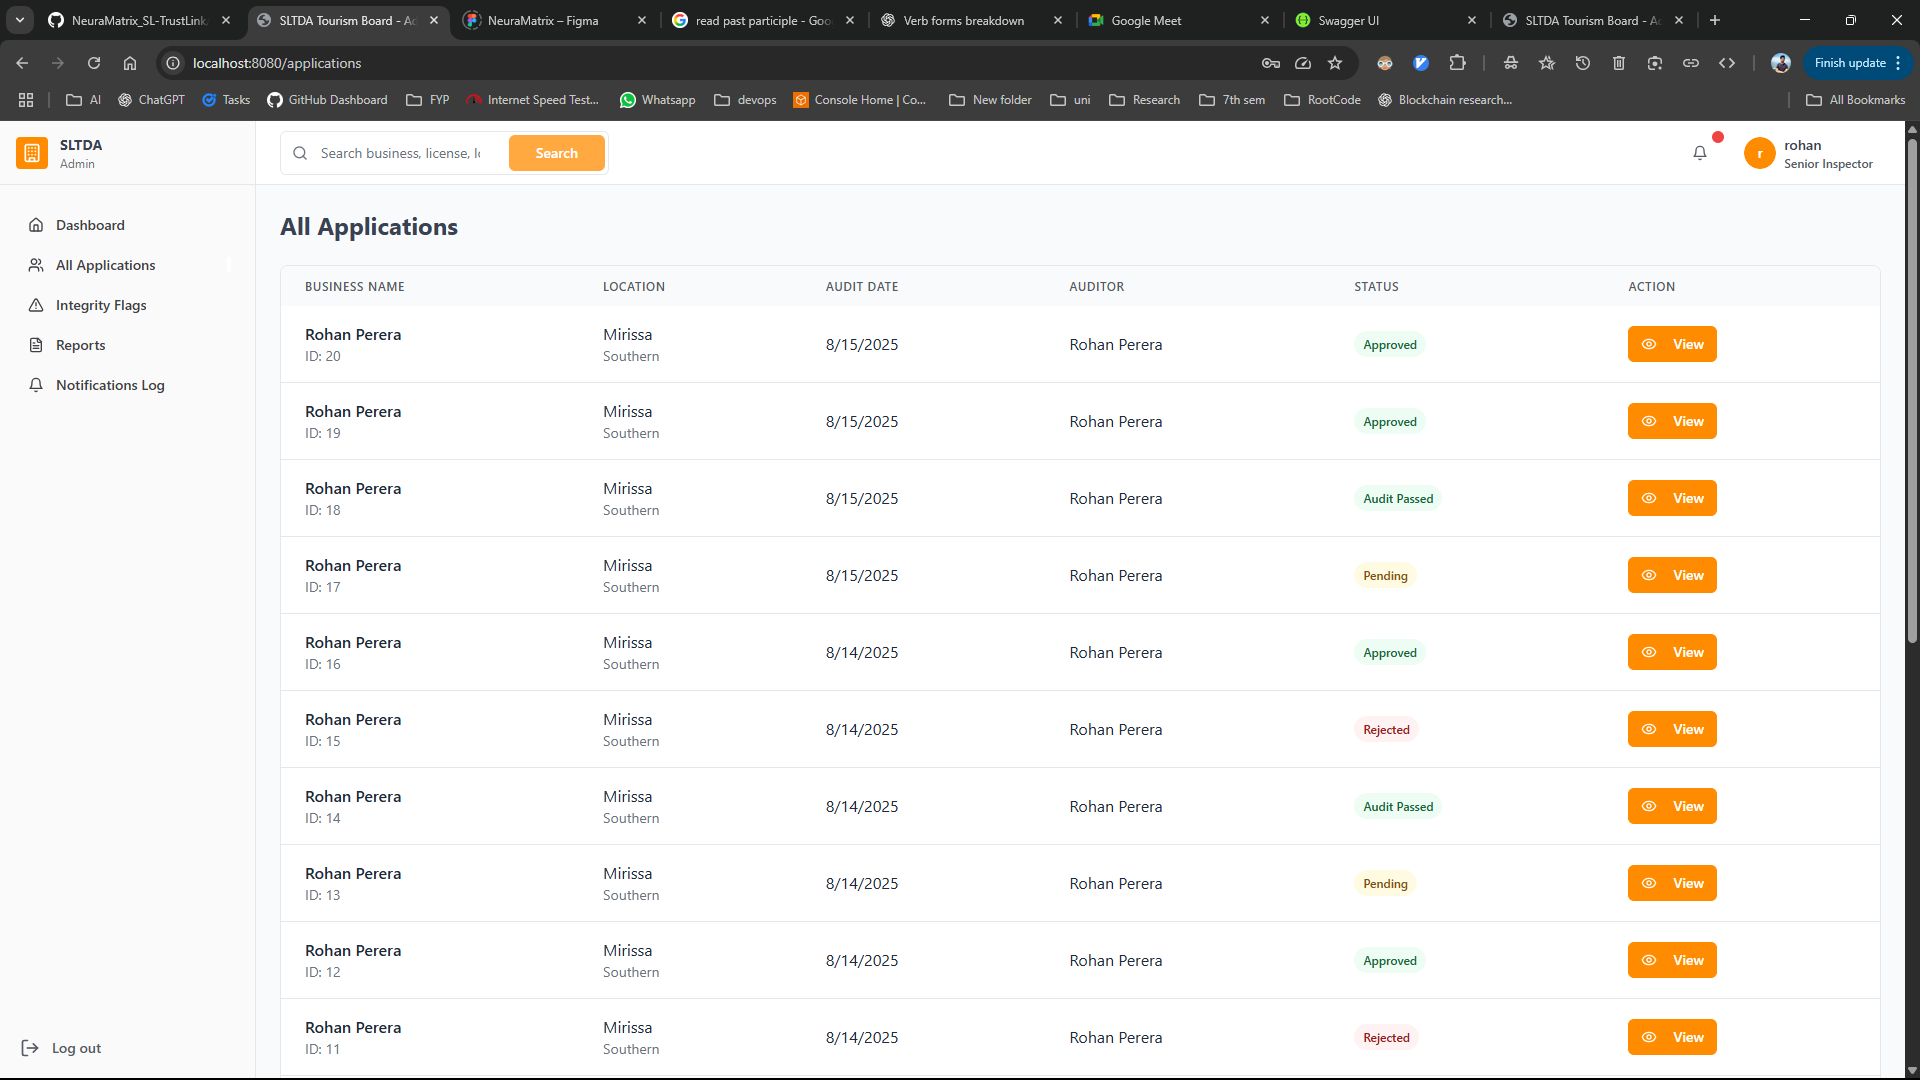 NeuraMatrix_SL-TrustLink
SLTDA Tourism Board - Ad
NeuraMatrix – Figma
read past participle - Goo
Verb forms breakdown
Google Meet
Swagger UI
SLTDA Tourism Board - Ad
localhost:8080/applications
Finish update
AI
ChatGPT
Tasks
GitHub Dashboard
FYP
Internet Speed Test...
Whatsapp
devops
Console Home | Co...
New folder
uni
Research
7th sem
RootCode
Blockchain research...
All Bookmarks
SLTDA
Admin
Search business, license, lo
Search
r
rohan
Senior Inspector
Dashboard
All Applications
Integrity Flags
Reports
Notifications Log
Log out
All Applications
BUSINESS NAME LOCATION AUDIT DATE AUDITOR STATUS ACTION
Rohan Perera Mirissa 8/15/2025 Rohan Perera Approved View
ID: 20 Southern
Rohan Perera Mirissa 8/15/2025 Rohan Perera Approved View
ID: 19 Southern
Rohan Perera Mirissa 8/15/2025 Rohan Perera Audit Passed View
ID: 18 Southern
Rohan Perera Mirissa 8/15/2025 Rohan Perera Pending View
ID: 17 Southern
Rohan Perera Mirissa 8/14/2025 Rohan Perera Approved View
ID: 16 Southern
Rohan Perera Mirissa 8/14/2025 Rohan Perera Rejected View
ID: 15 Southern
Rohan Perera Mirissa 8/14/2025 Rohan Perera Audit Passed View
ID: 14 Southern
Rohan Perera Mirissa 8/14/2025 Rohan Perera Pending View
ID: 13 Southern
Rohan Perera Mirissa 8/14/2025 Rohan Perera Approved View
ID: 12 Southern
Rohan Perera Mirissa 8/14/2025 Rohan Perera Rejected View
ID: 11 Southern